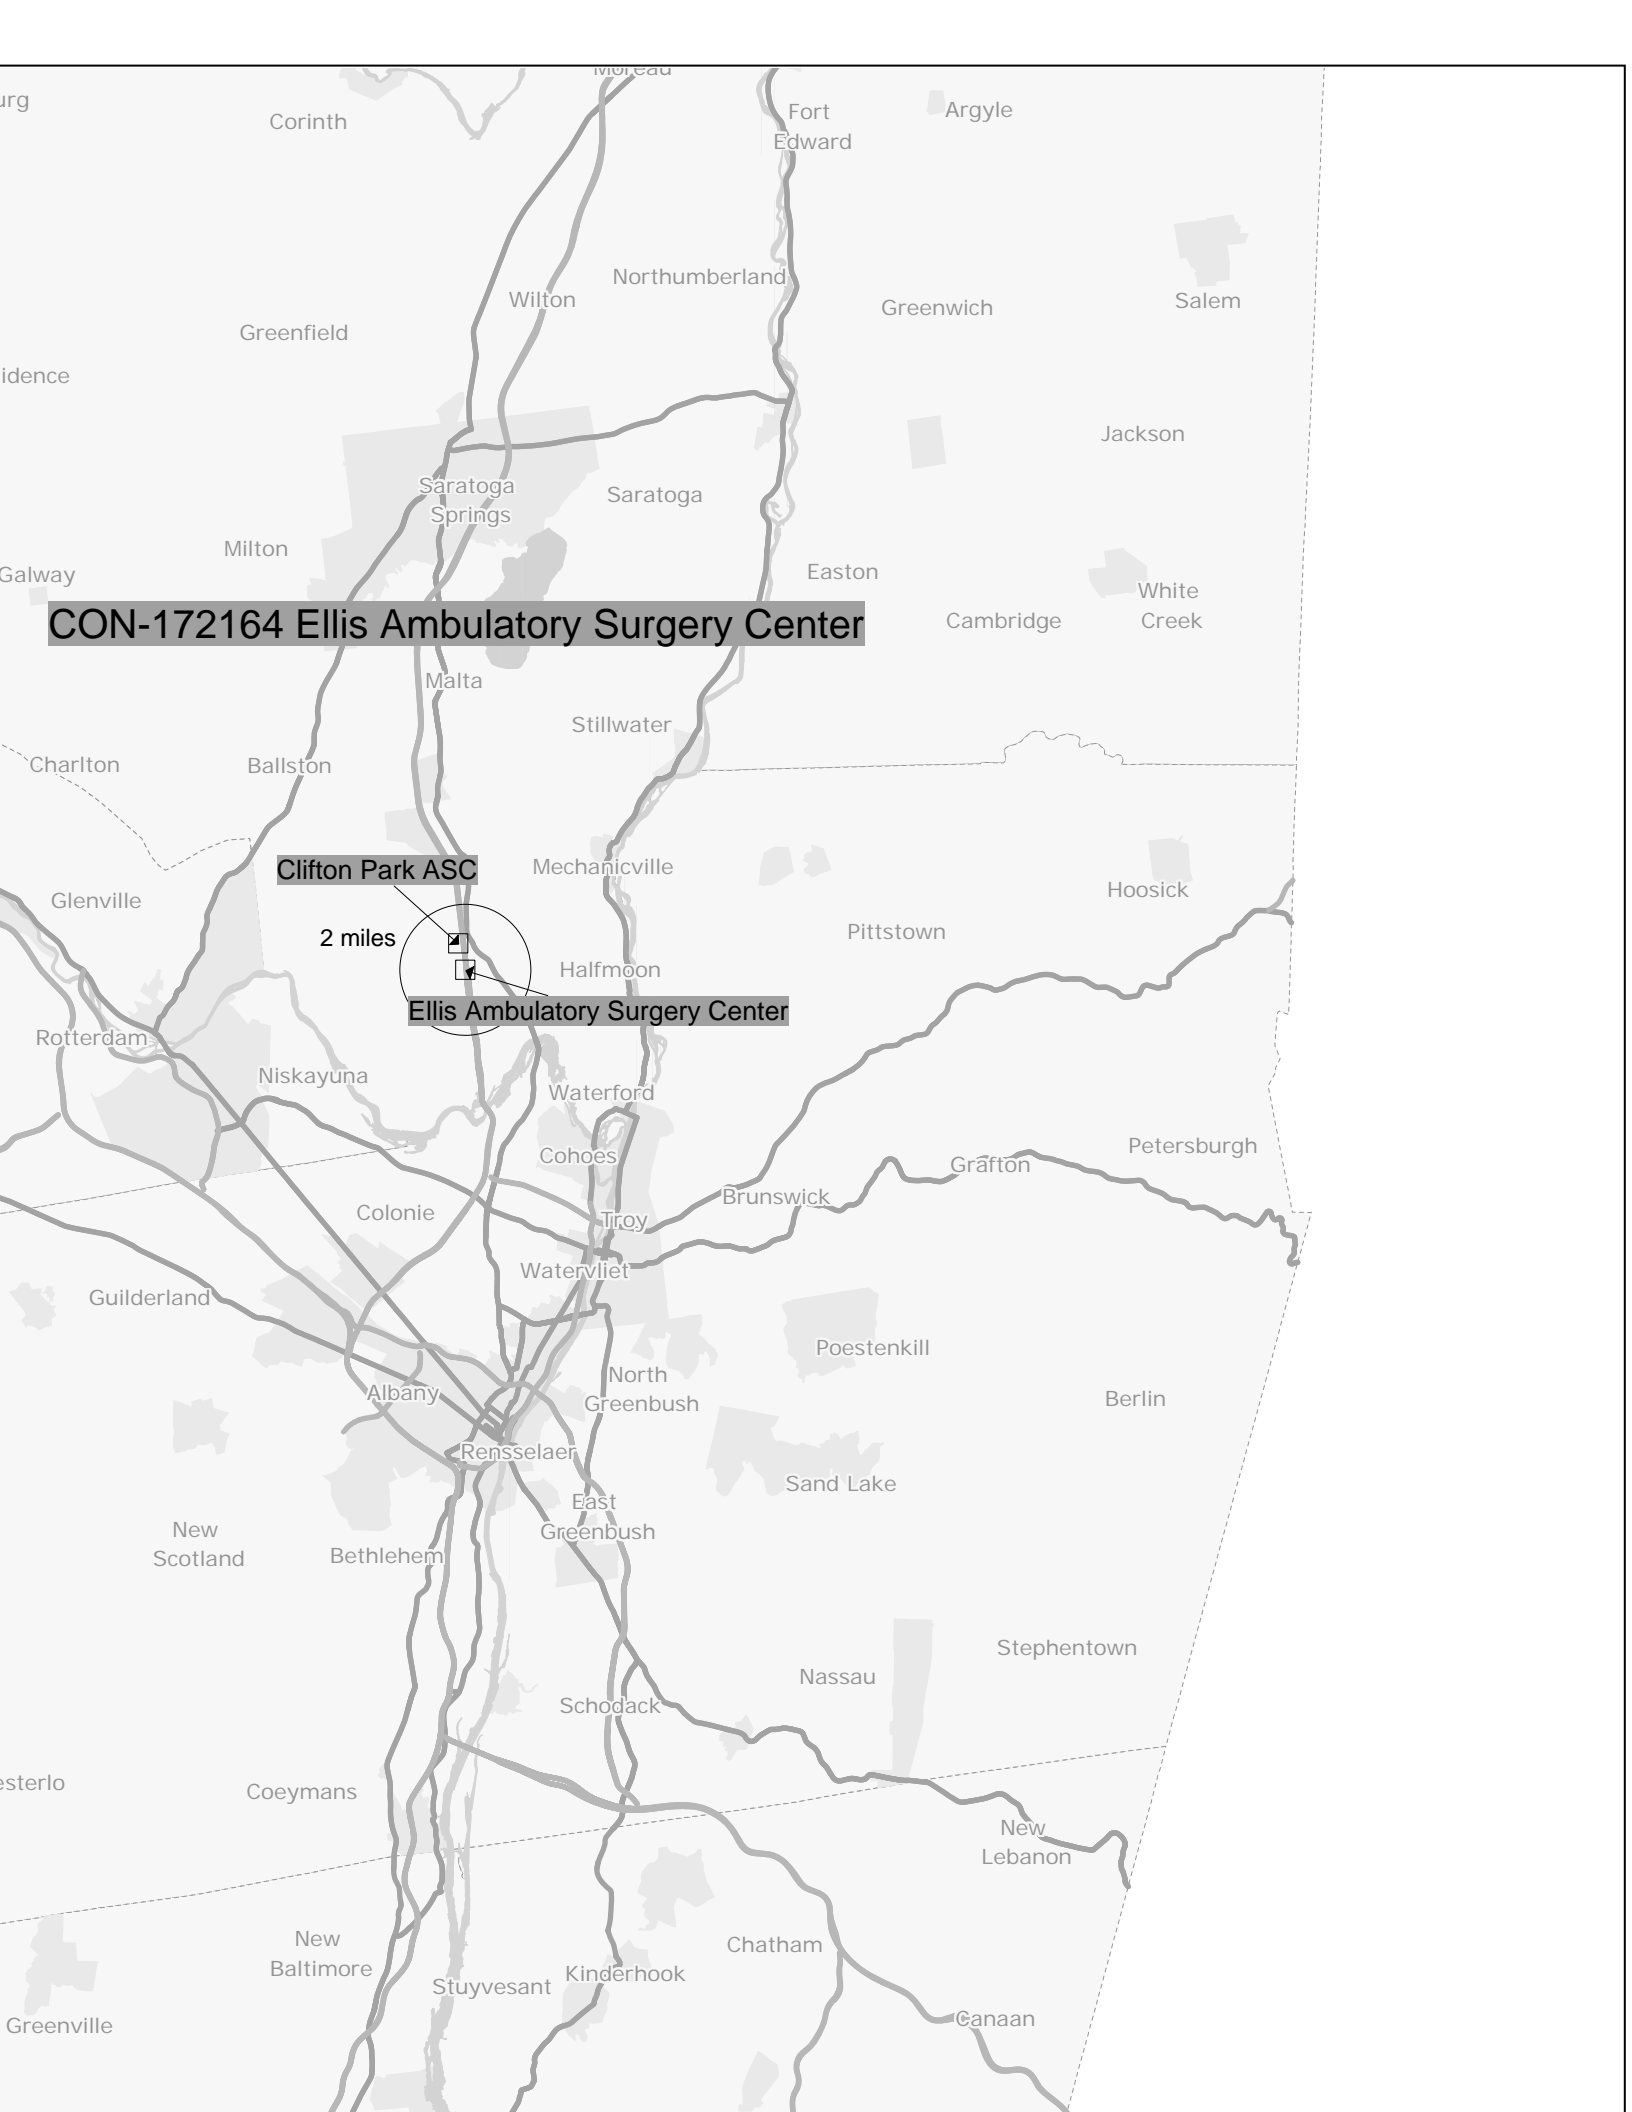 Moreau
Fort
Edward
Argyle
urg
Corinth
Northumberland
Wilton
Greenwich
Salem
Greenfield
idence
Jackson
Saratoga
Springs
Saratoga
Milton
Galway
Easton
White
Creek
Cambridge
CON-172164 Ellis Ambulatory Surgery Center
Malta
Stillwater
Charlton
Ballston
Clifton Park ASC
Mechanicville
Hoosick
Glenville
2 miles
Pittstown
Halfmoon
Ellis Ambulatory Surgery Center
Rotterdam
Niskayuna
Waterford
Cohoes
Petersburgh
Grafton
Brunswick
Colonie
Troy
Watervliet
Guilderland
Poestenkill
North
Greenbush
Albany
Berlin
Rensselaer
Sand Lake
East
Greenbush
New
Scotland
Bethlehem
Stephentown
Nassau
Schodack
esterlo
Coeymans
New
Lebanon
New
Baltimore
Chatham
Stuyvesant
Kinderhook
Canaan
Greenville